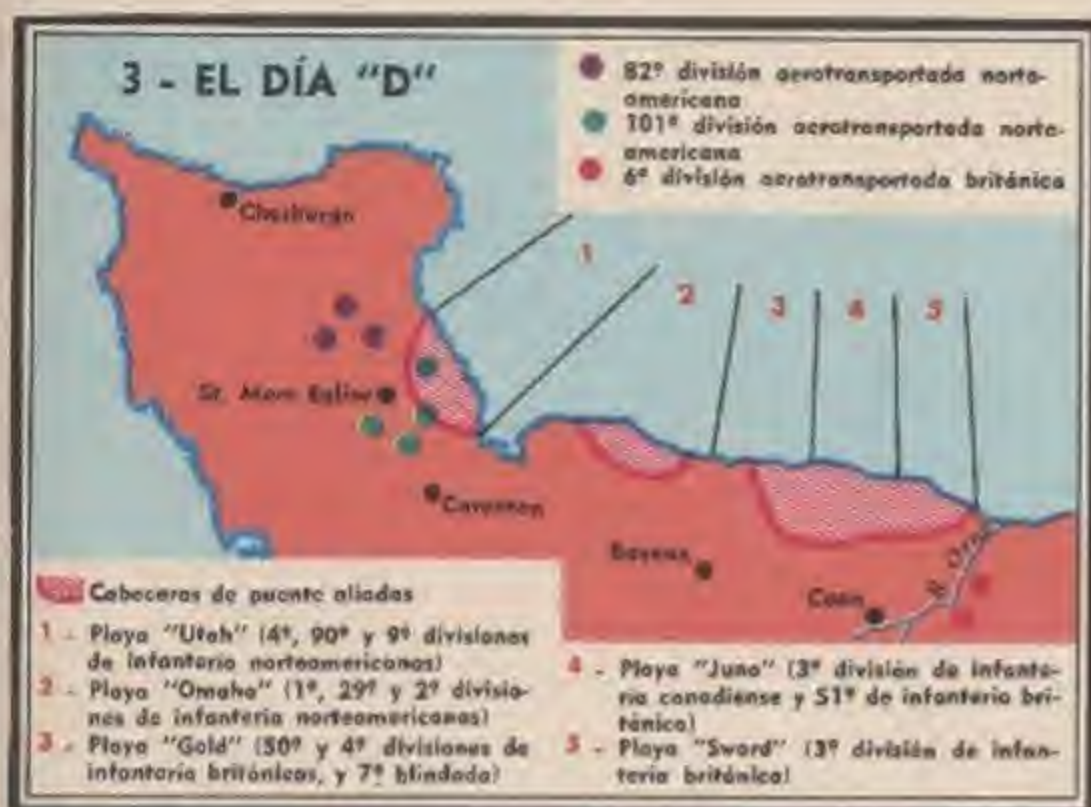 3 - EL DÍA "D"
82º división aerotransportada norte-
americana
101º división aerotransportada norte-
americana
6º división aerotransportada británica
1
2
3
4
5
St. Mere Eglise
Bayeux
Caen
R. Orne
Cabeceras de puente aliadas
1 - Playa "Utah" (4º, 90º y 9º divisiones
de infantería norteamericanas)
2 - Playa "Omaha" (1º, 29º y 2º divisio-
nes de infantería norteamericanas)
3 - Playa "Gold" (50º y 4º divisiones de
infantería británicas, y 7º blindada)
4 - Playa "Juno" (3º división de infante-
ría canadiense y 51º de infantería bri-
tánica)
5 - Playa "Sword" (3º división de infan-
tería británica)